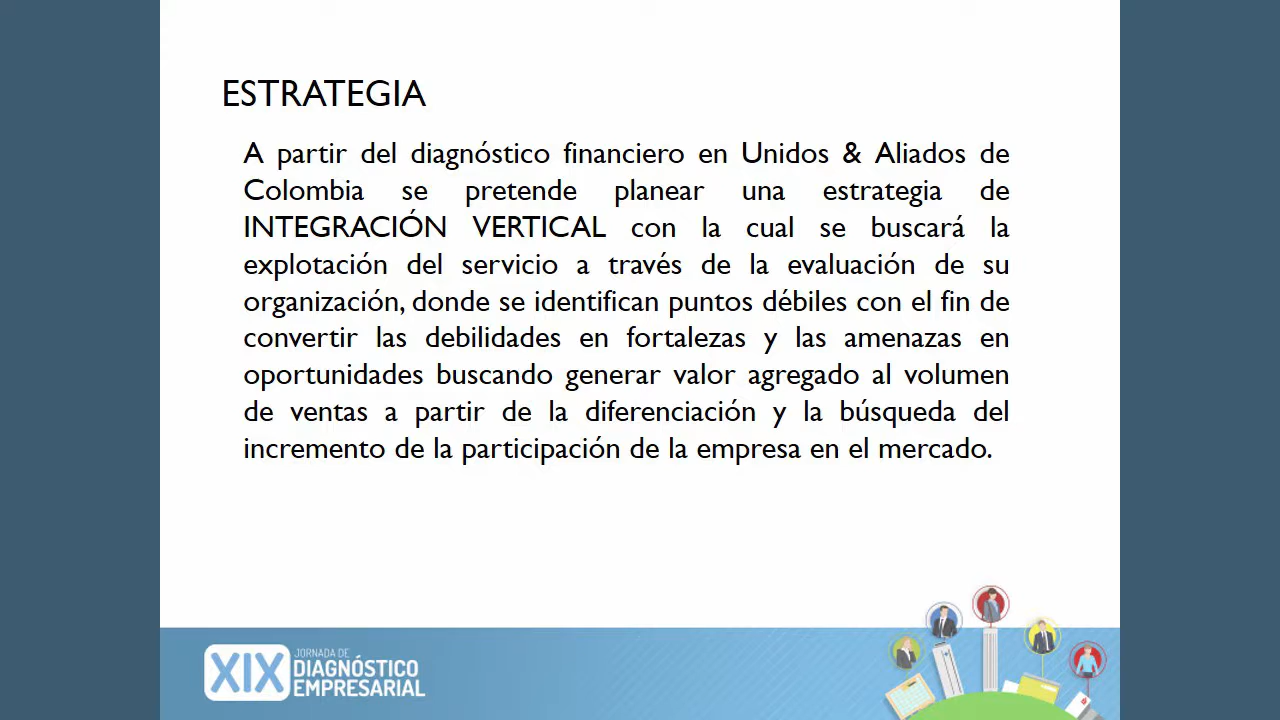 ESTRATEGIA
A partir del diagnóstico financiero en Unidos & Aliados de
Colombia se pretende planear una estrategia de
INTEGRACIÓN VERTICAL con la cual se buscará la
explotación del servicio a través de la evaluación de su
organización, donde se identifican puntos débiles con el fin de
convertir las debilidades en fortalezas y las amenazas en
oportunidades buscando generar valor agregado al volumen
de ventas a partir de la diferenciación y la búsqueda del
incremento de la participación de la empresa en el mercado.
XIX
JORNADA DE
DIAGNÓSTICO
EMPRESARIAL